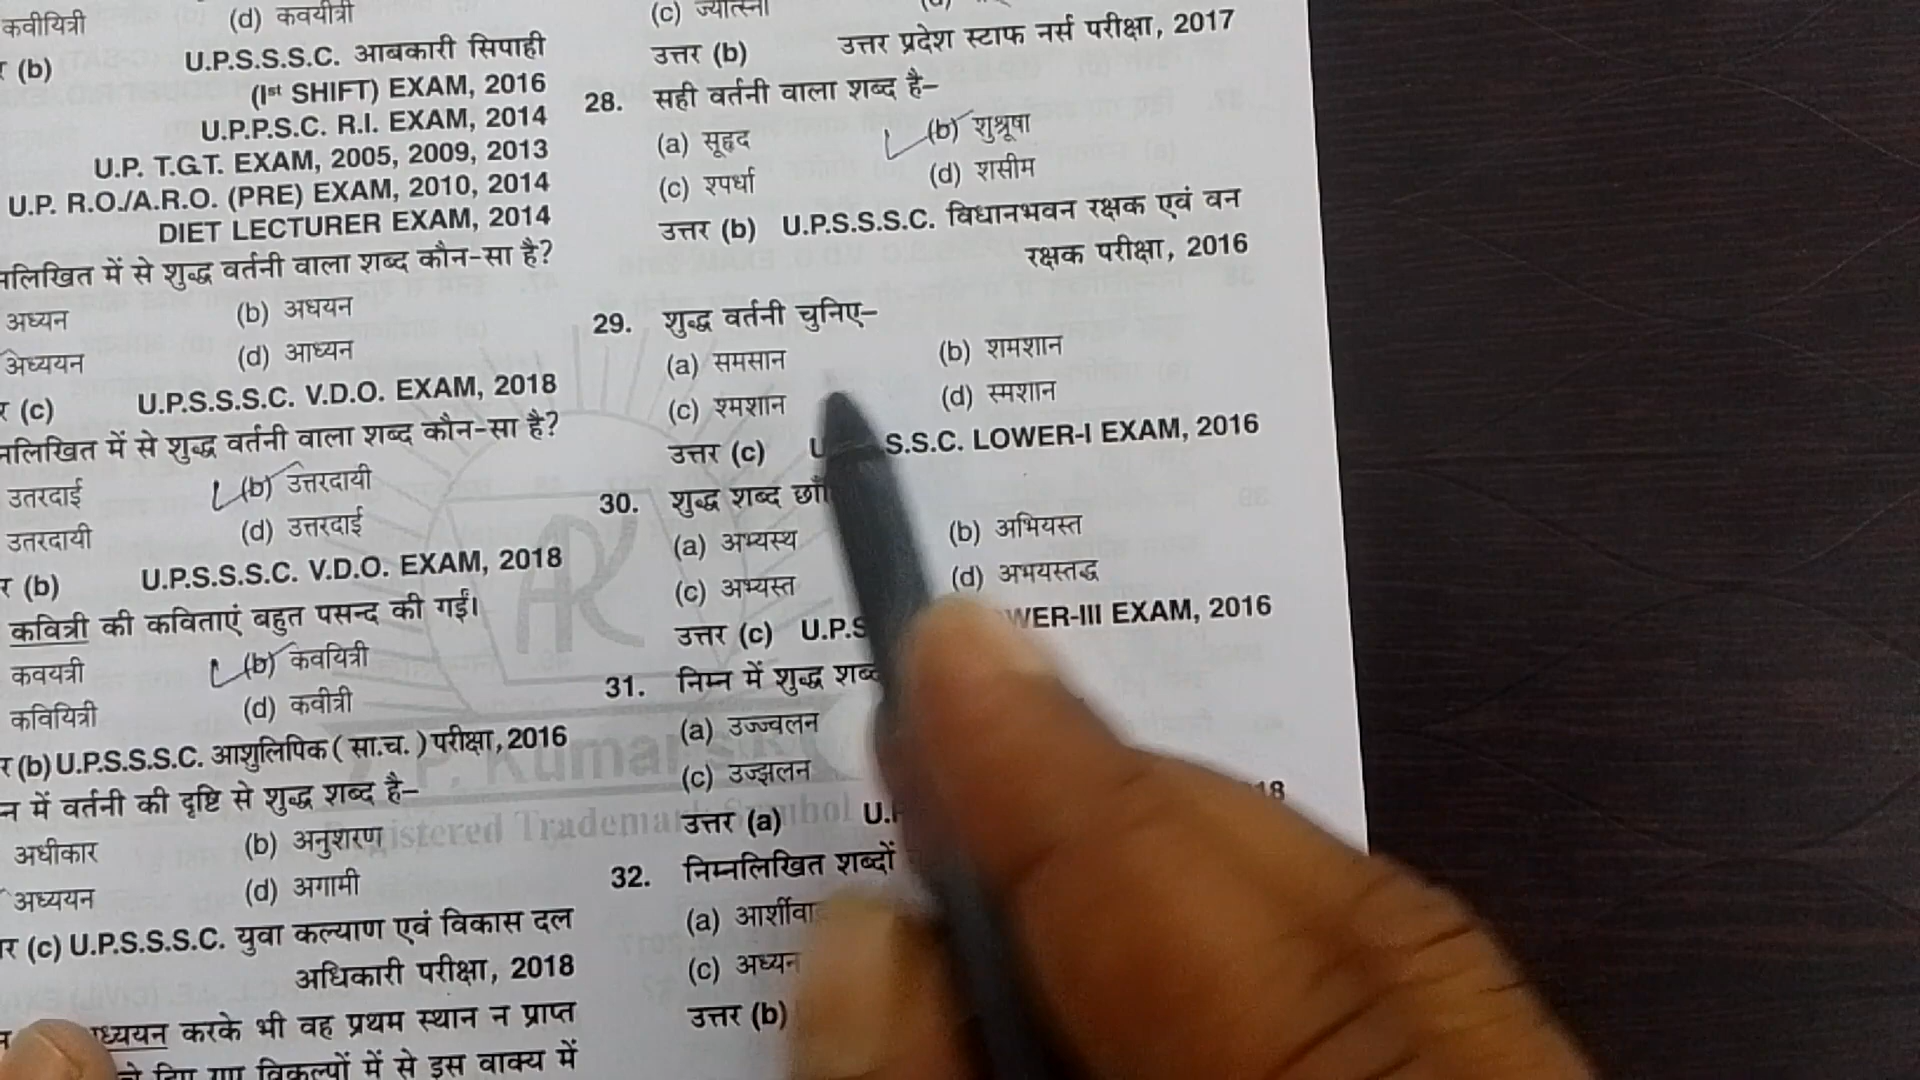 कवीयित्री (d) कवयीत्री
(b) U.P.S.S.S.C. आबकारी सिपाही
(Ist SHIFT) EXAM, 2016
U.P.P.S.C. R.I. EXAM, 2014
U.P. T.G.T. EXAM, 2005, 2009, 2013
U.P. R.O./A.R.O. (PRE) EXAM, 2010, 2014
DIET LECTURER EXAM, 2014
में से शुद्ध वर्तनी वाला शब्द कौन-सा है?
अध्यन (b) अधयन
अध्ययन (d) आध्यन
(c) U.P.S.S.S.C. V.D.O. EXAM, 2018
में से शुद्ध वर्तनी वाला शब्द कौन-सा है?
उतरदाई (b) उत्तरदायी
उतरदायी (d) उत्तरदाई
(b) U.P.S.S.S.C. V.D.O. EXAM, 2018
कवित्री की कविताएं बहुत पसन्द की गईं।
कवयत्री (b) कवयित्री
कवियित्री (d) कवीत्री
(b) U.P.S.S.S.C. आशुलिपिक ( सा.च. ) परीक्षा, 2016
में वर्तनी की दृष्टि से शुद्ध शब्द है–
अधीकार (b) अनुशरण
अध्ययन (d) अगामी
(c) U.P.S.S.S.C. युवा कल्याण एवं विकास दल
अधिकारी परीक्षा, 2018
करके भी वह प्रथम स्थान न प्राप्त
विकल्पों में से इस वाक्य में
(c) ज्योत्स्ना
उत्तर (b) उत्तर प्रदेश स्टाफ नर्स परीक्षा, 2017
28. सही वर्तनी वाला शब्द है–
(a) सूहृद (b) शुश्रूषा
(c) श्पर्धा (d) शसीम
उत्तर (b) U.P.S.S.S.C. विधानभवन रक्षक एवं वन
रक्षक परीक्षा, 2016
29. शुद्ध वर्तनी चुनिए–
(a) समसान (b) शमशान
(c) श्मशान (d) स्मशान
उत्तर (c) S.S.C. LOWER-I EXAM, 2016
30. शुद्ध शब्द
(a) अभ्यस्थ (b) अभियस्त
(c) अभ्यस्त (d) अभयस्तद्ध
उत्तर (c) EXAM, 2016
31. निम्न में शुद्ध
(a) उज्ज्वलन
(c) उज्झलन
उत्तर (a)
32. निम्नलिखित शब्दों
(a)
(c) अध्यन
उत्तर (b)
P. Kumar's
Registered Trademark Symbol